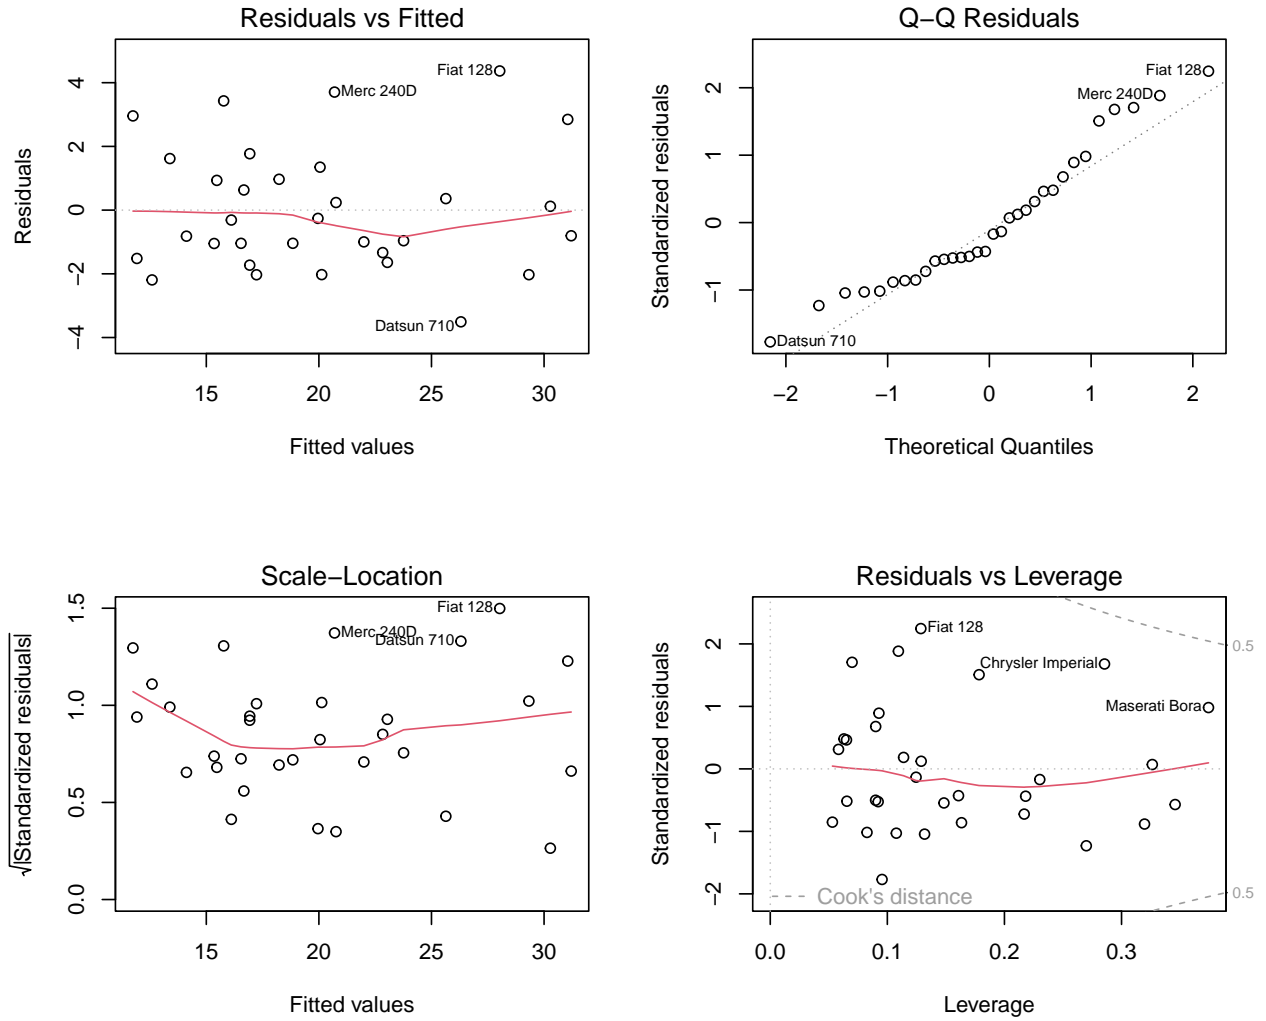 Residuals vs Fitted
Residuals
4
2
0
−2
−4
Fiat 128
Merc 240D
Datsun 710
15 20 25 30
Fitted values
Q−Q Residuals
Standardized residuals
2
1
0
−1
Fiat 128
Merc 240D
Datsun 710
−2 −1 0 1 2
Theoretical Quantiles
Scale−Location
√|Standardized residuals|
1.5
1.0
0.5
0.0
Fiat 128
Merc 240D
Datsun 710
15 20 25 30
Fitted values
Residuals vs Leverage
Standardized residuals
2
1
0
−1
−2
Fiat 128
0.5
Chrysler Imperial
Maserati Bora
Cook's distance
0.5
0.0 0.1 0.2 0.3
Leverage